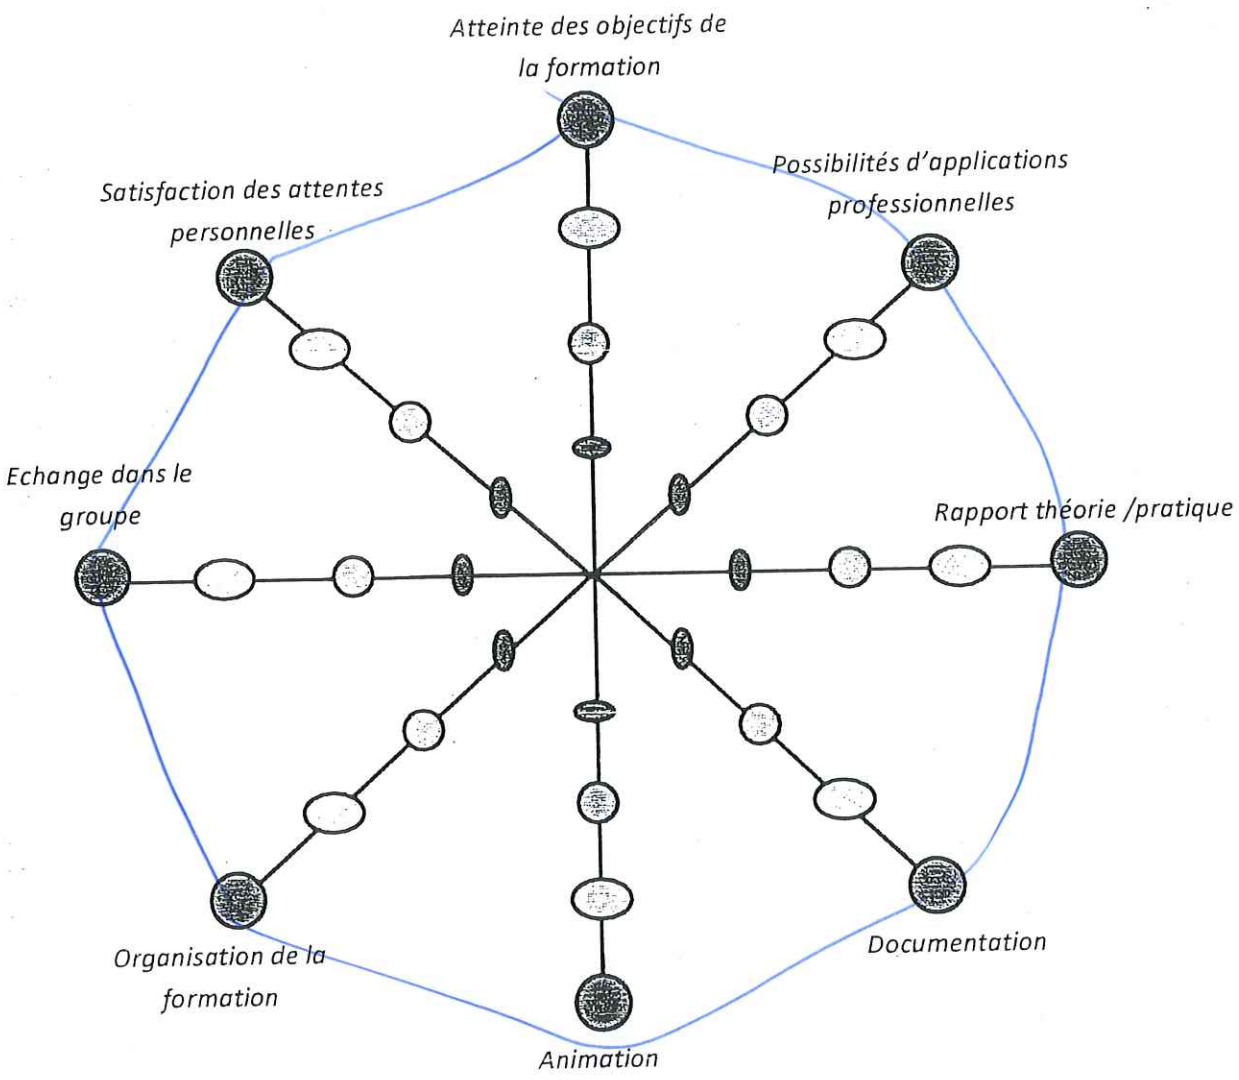 Atteinte des objectifs de
la formation
Possibilités d'applications
professionnelles
Satisfaction des attentes
personnelles
Echange dans le
groupe
Rapport théorie /pratique
Organisation de la
formation
Documentation
Animation